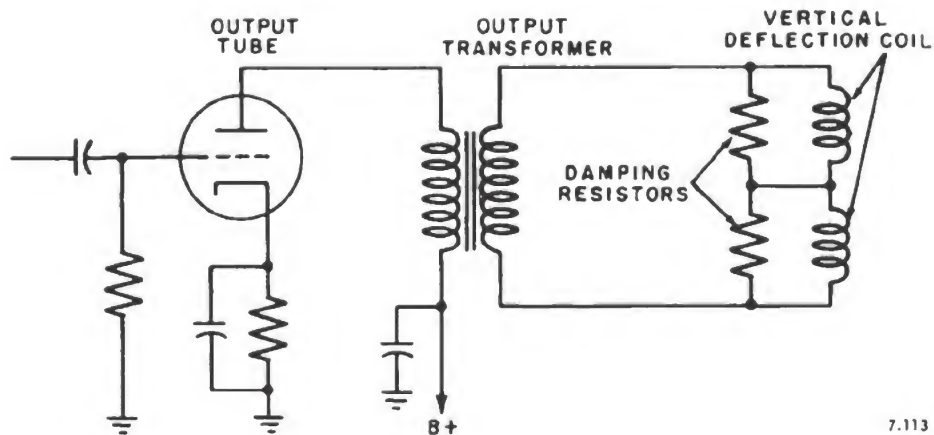 OUTPUT
TUBE
OUTPUT
TRANSFORMER
VERTICAL
DEFLECTION COIL
DAMPING
RESISTORS
B+
7.113